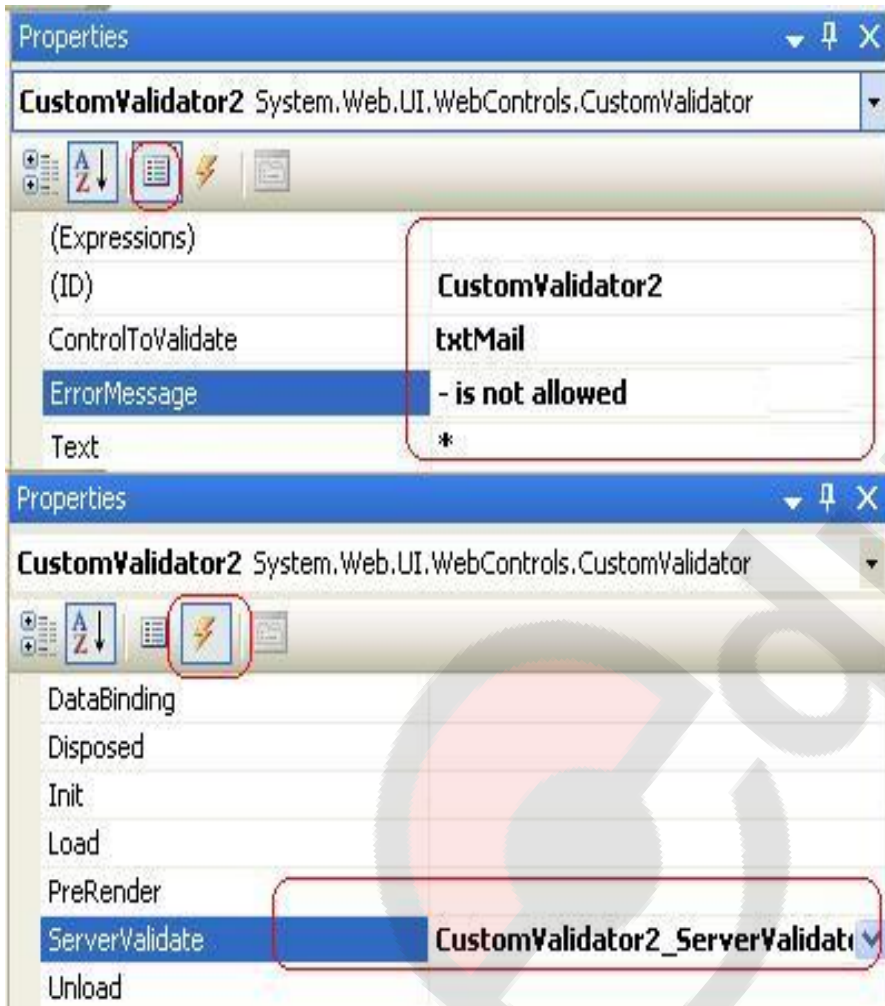 Properties
CustomValidator2 System.Web.UI.WebControls.CustomValidator
(Expressions)
(ID) CustomValidator2
ControlToValidate txtMail
ErrorMessage - is not allowed
Text *
Properties
CustomValidator2 System.Web.UI.WebControls.CustomValidator
DataBinding
Disposed
Init
Load
PreRender
ServerValidate CustomValidator2_ServerValidate
Unload